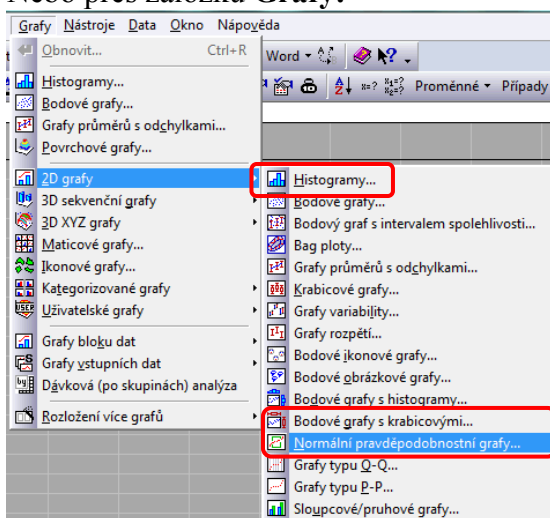 Nebo přes záložku Grafy:
Grafy Nástroje Data Okno Nápověda
Obnovit... Ctrl+R
Word
Histogramy...
Proměnné Případy
Bodové grafy...
Grafy průměrů s odchylkami...
Povrchové grafy...
2D grafy
3D sekvenční grafy
3D XYZ grafy
Maticové grafy...
Ikonové grafy...
Kategorizované grafy
Uživatelské grafy
Grafy bloku dat
Grafy vstupních dat
Dávková (po skupinách) analýza
Rozložení více grafů
Histogramy...
Bodové grafy...
Bodový graf s intervalem spolehlivosti...
Bag ploty...
Grafy průměrů s odchylkami...
Krabicové grafy...
Grafy variability...
Grafy rozpětí...
Bodové ikonové grafy...
Bodové obrázkové grafy...
Bodové grafy s histogramy...
Bodové grafy s krabicovými...
Normální pravděpodobnostní grafy...
Grafy typu Q-Q...
Grafy typu P-P...
Sloupcové/pruhové grafy...